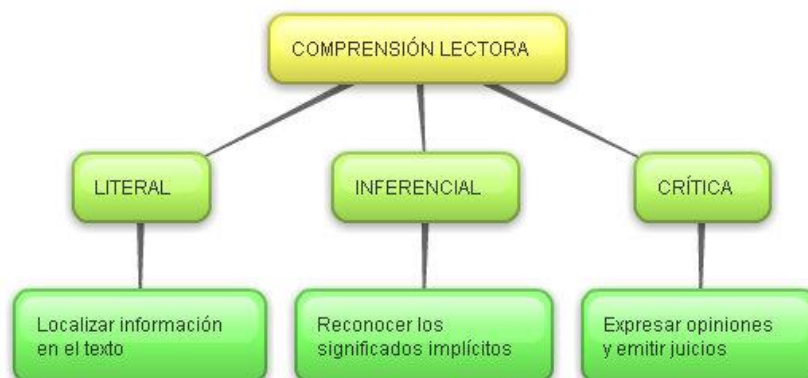 COMPRENSIÓN LECTORA
LITERAL
INFERENCIAL
CRÍTICA
Localizar información
en el texto
Reconocer los
significados implícitos
Expresar opiniones
y emitir juicios